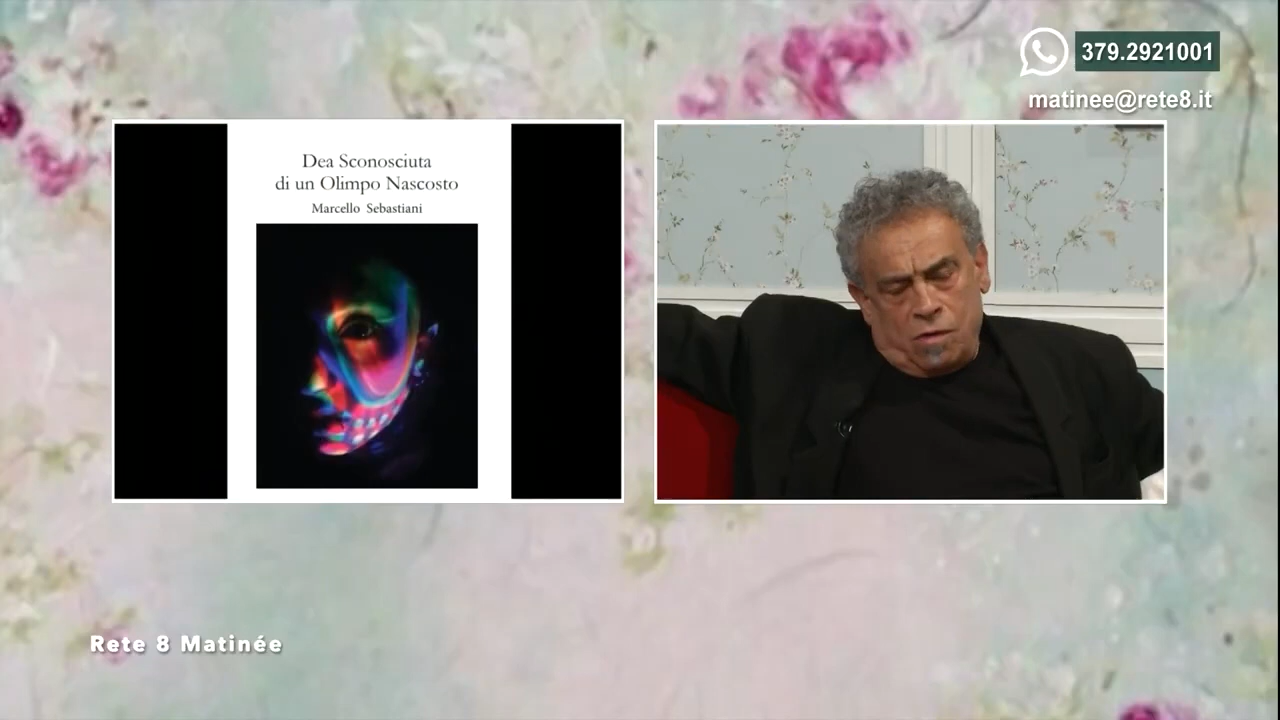 379.2921001
matinee@rete8.it
Dea Sconosciuta
di un Olimpo Nascosto
Marcello Sebastiani
Rete 8 Matinée